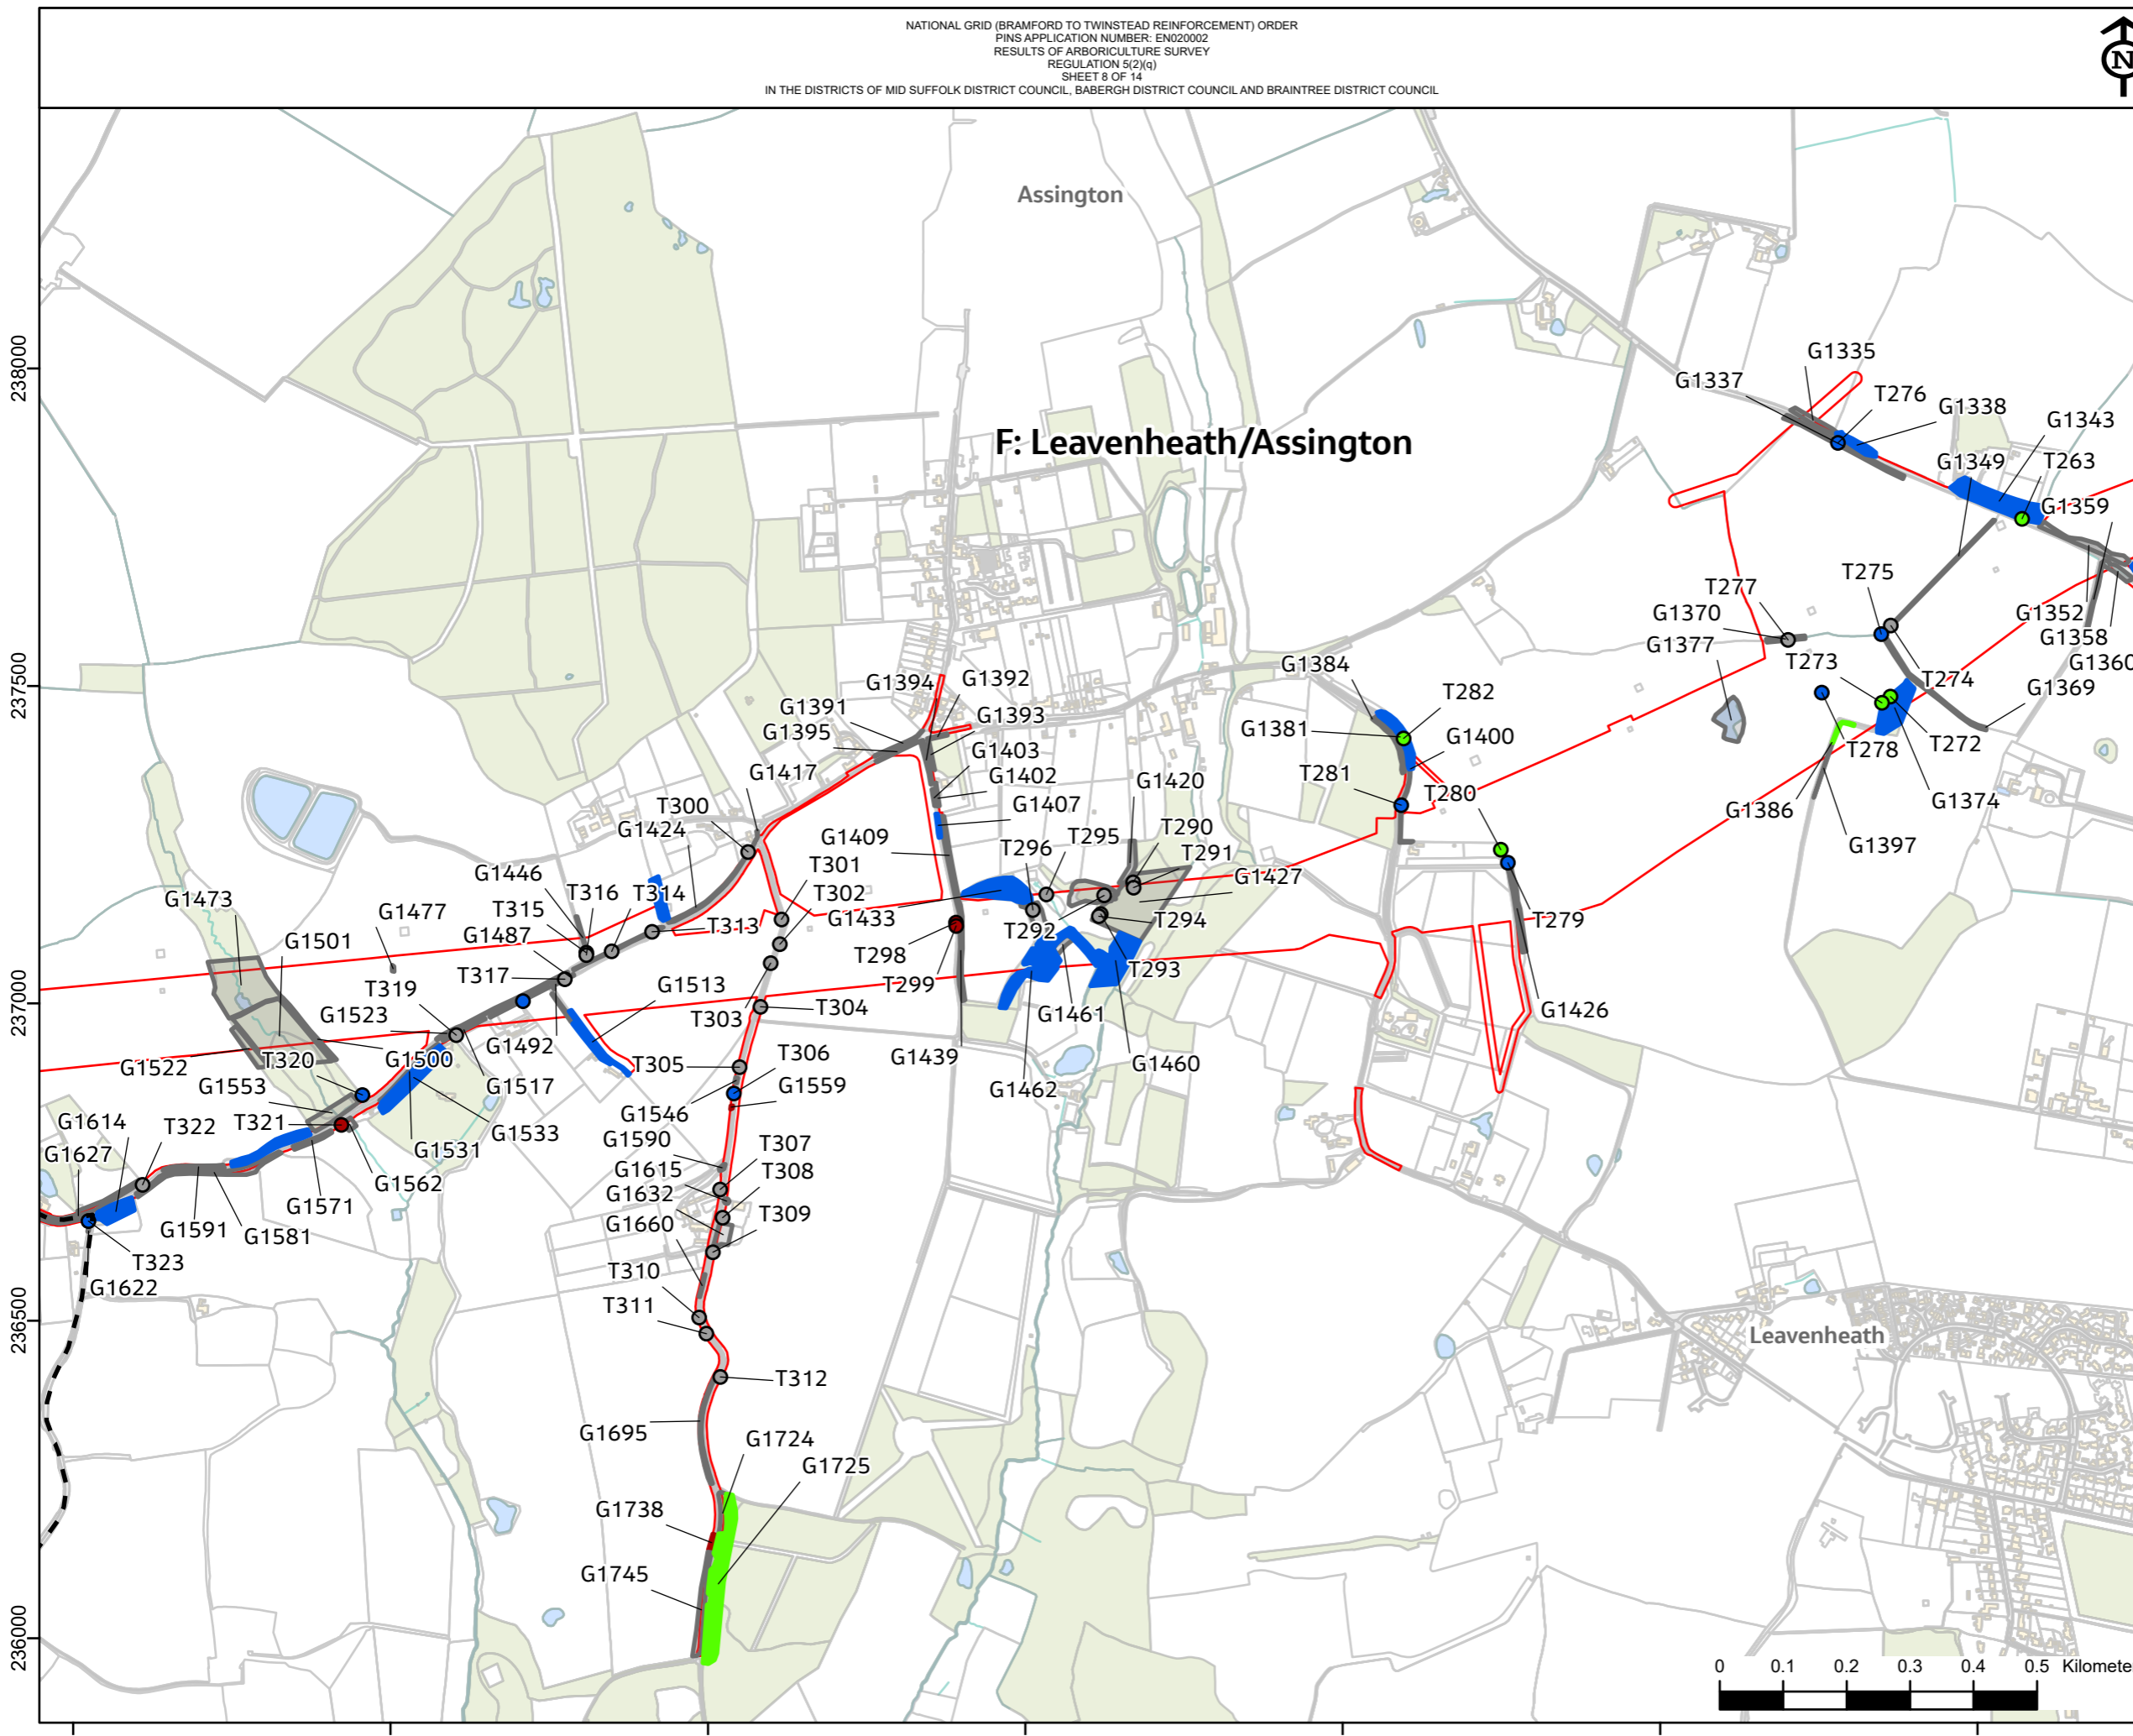 NATIONAL GRID (BRAMFORD TO TWINSTEAD REINFORCEMENT) ORDER
PINS APPLICATION NUMBER: EN020002
RESULTS OF ARBORICULTURE SURVEY
REGULATION 5(2)(q)
SHEET 8 OF 14
IN THE DISTRICTS OF MID SUFFOLK DISTRICT COUNCIL, BABERGH DISTRICT COUNCIL AND BRAINTREE DISTRICT COUNCIL
N
Assington
238000
G1335
G1337
T276
G1338
G1343
F: Leavenheath/Assington
G1349
T263
G1359
T275
T277
G1370
G1352
G1358
G1377
T273
G1360
237500
G1384
G1394
G1392
T282
T274
G1369
G1391
G1393
G1395
G1381
G1400
T278
T272
G1403
G1417
G1402
T281
T280
G1420
T300
G1407
G1386
G1374
G1424
G1409
T296
T295
T290
G1397
T291
T301
G1446
T316
T314
T302
G1427
G1473
G1477
T315
G1433
T279
G1487
T313
T292
T294
G1501
T298
T317
T293
T319
G1513
T299
237000
G1523
T303
T304
G1461
G1426
G1492
G1522
T320
G1500
T305
T306
G1439
G1460
G1553
G1517
G1559
G1462
G1614
T322
T321
G1546
G1533
G1627
G1590
T307
G1531
G1615
T308
G1562
G1632
G1571
T309
G1591
G1581
G1660
T323
T310
G1622
T311
236500
Leavenheath
T312
G1695
G1724
G1725
G1738
G1745
236000
0 0.1 0.2 0.3 0.4 0.5